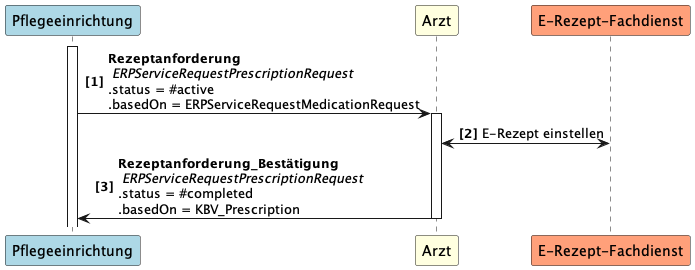 Pflegeeinrichtung
Arzt
E-Rezept-Fachdienst
[1]
Rezeptanforderung
ERPServiceRequestPrescriptionRequest
.status = #active
.basedOn = ERPServiceRequestMedicationRequest
[2] E-Rezept einstellen
[3]
Rezeptanforderung_Bestätigung
ERPServiceRequestPrescriptionRequest
.status = #completed
.basedOn = KBV_Prescription
Pflegeeinrichtung
Arzt
E-Rezept-Fachdienst